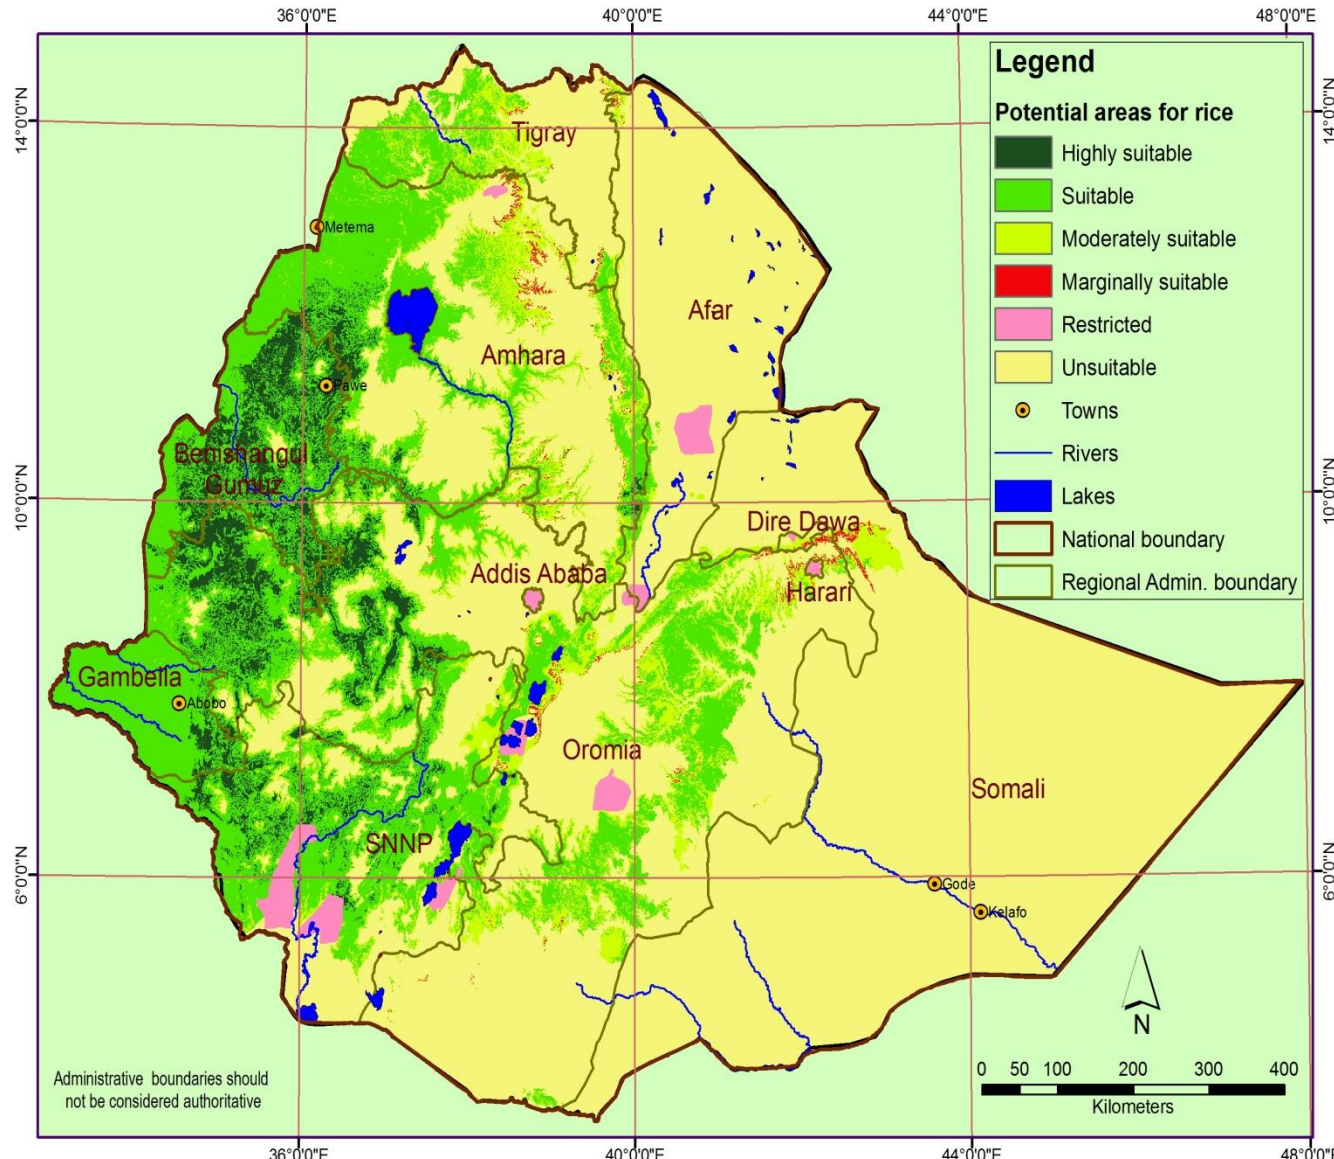 36°0'0"E
40°0'0"E
44°0'0"E
48°0'0"E
14°0'0"N
10°0'0"N
6°0'0"N
14°0'0"N
10°0'0"N
6°0'0"N
Legend
Potential areas for rice
Highly suitable
Suitable
Moderately suitable
Marginally suitable
Restricted
Unsuitable
Towns
Rivers
Lakes
National boundary
Regional Admin. boundary
Tigray
Metema
Afar
Amhara
Pawe
Benishangul
Gumuz
Dire Dawa
Addis Ababa
Harari
Gambella
Abobo
Oromia
Somali
SNNP
Gode
Kelafo
N
0 50 100 200 300 400
Kilometers
Administrative boundaries should
not be considered authoritative
36°0'0"E
40°0'0"E
44°0'0"E
48°0'0"E